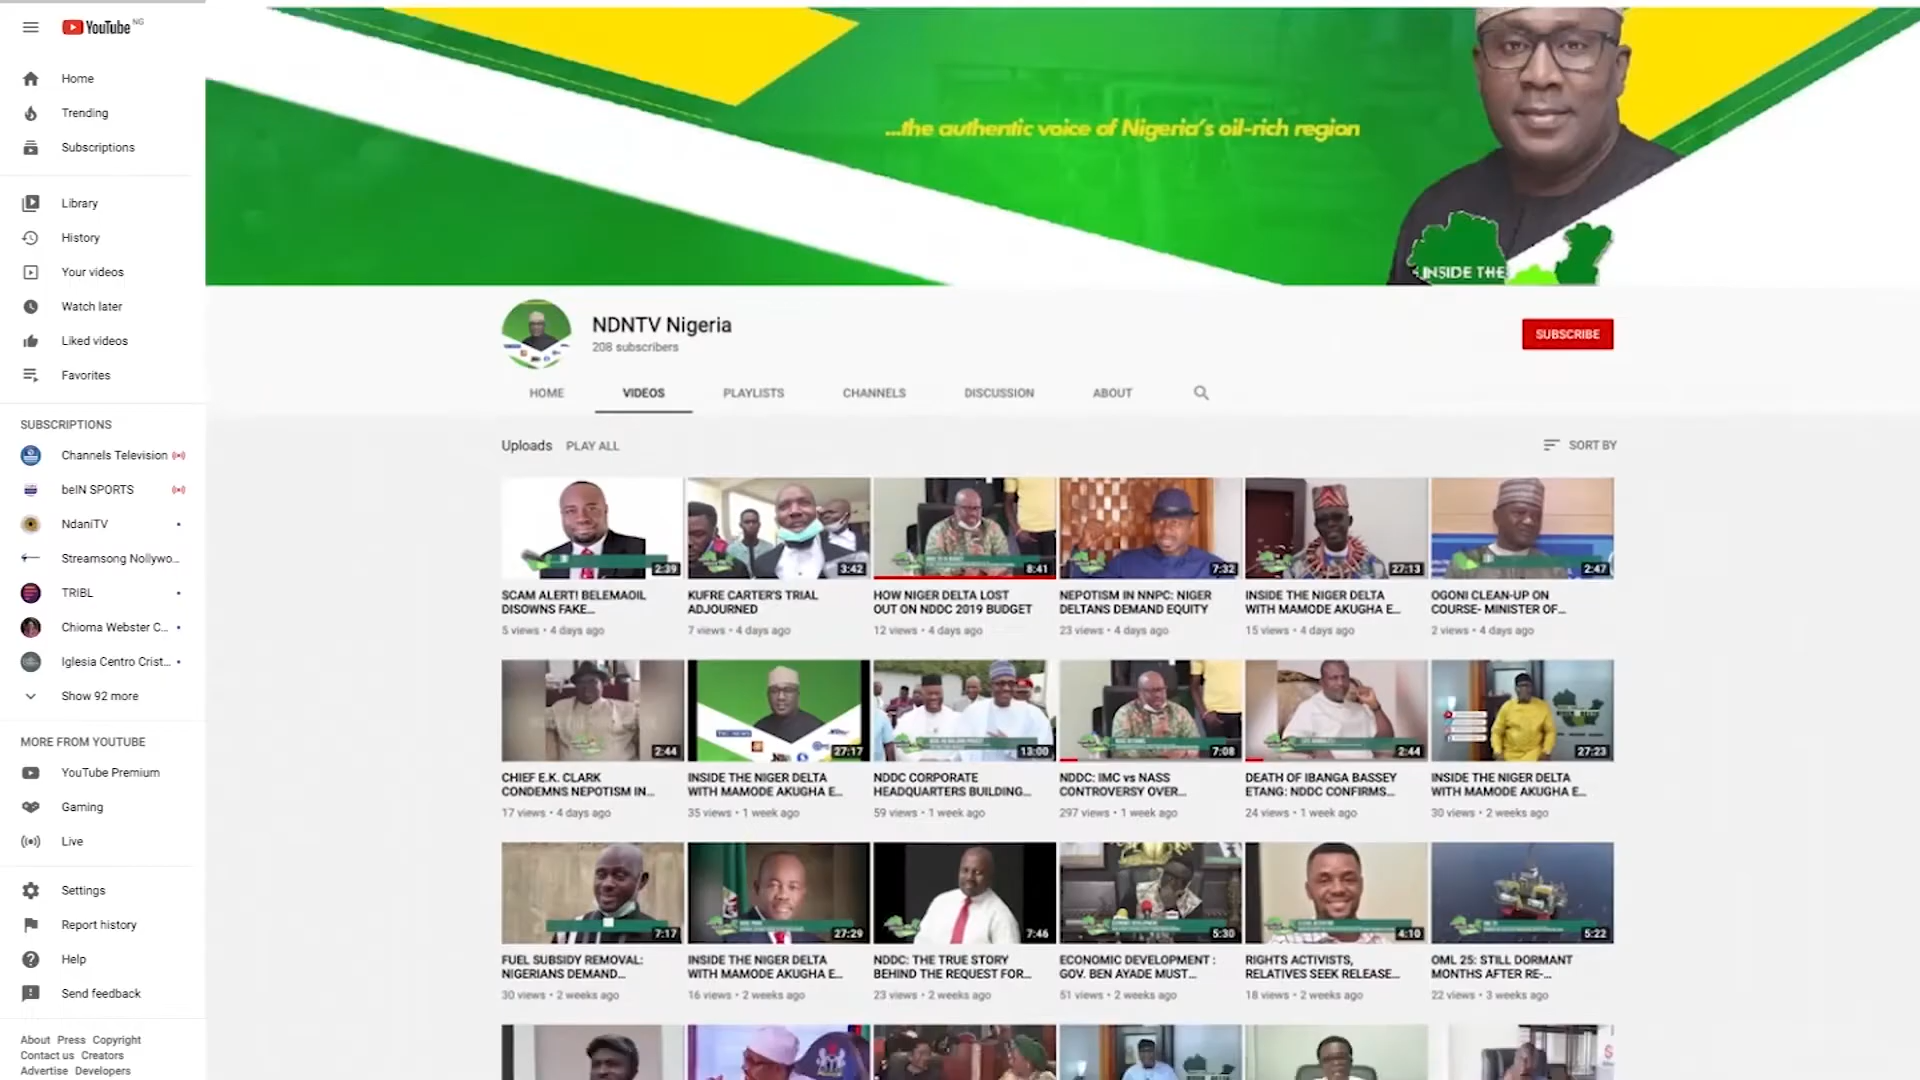 YouTube NG
Home
Trending
Subscriptions
Library
History
Your videos
Watch later
Liked videos
Favorites
SUBSCRIPTIONS
Channels Television
beIN SPORTS
NdaniTV
Streamsong Nollywo...
TRIBL
Chioma Webster C...
Iglesia Centro Crist...
Show 92 more
MORE FROM YOUTUBE
YouTube Premium
Gaming
Live
Settings
Report history
Help
Send feedback
About Press Copyright
Contact us Creators
Advertise Developers
...the authentic voice of Nigeria's oil-rich region
INSIDE THE
NDNTV Nigeria
208 subscribers
SUBSCRIBE
HOME VIDEOS PLAYLISTS CHANNELS DISCUSSION ABOUT
Uploads PLAY ALL
SORT BY
2:39
SCAM ALERT! BELEMAOIL
DISOWNS FAKE...
5 views • 4 days ago
3:42
KUFRE CARTER'S TRIAL
ADJOURNED
7 views • 4 days ago
8:41
HOW NIGER DELTA LOST
OUT ON NDDC 2019 BUDGET
12 views • 4 days ago
7:32
NEPOTISM IN NNPC: NIGER
DELTANS DEMAND EQUITY
23 views • 4 days ago
27:13
INSIDE THE NIGER DELTA
WITH MAMODE AKUGHA E...
15 views • 4 days ago
2:47
OGONI CLEAN-UP ON
COURSE- MINISTER OF...
2 views • 4 days ago
2:44
CHIEF E.K. CLARK
CONDEMNS NEPOTISM IN...
17 views • 4 days ago
27:17
INSIDE THE NIGER DELTA
WITH MAMODE AKUGHA E...
35 views • 1 week ago
13:00
NDDC CORPORATE
HEADQUARTERS BUILDING...
59 views • 1 week ago
7:08
NDDC: IMC vs NASS
CONTROVERSY OVER...
297 views • 1 week ago
2:44
DEATH OF IBANGA BASSEY
ETANG: NDDC CONFIRMS...
24 views • 1 week ago
27:23
INSIDE THE NIGER DELTA
WITH MAMODE AKUGHA E...
30 views • 2 weeks ago
7:17
FUEL SUBSIDY REMOVAL:
NIGERIANS DEMAND...
30 views • 2 weeks ago
27:29
INSIDE THE NIGER DELTA
WITH MAMODE AKUGHA E...
16 views • 2 weeks ago
7:46
NDDC: THE TRUE STORY
BEHIND THE REQUEST FOR...
23 views • 2 weeks ago
5:30
ECONOMIC DEVELOPMENT :
GOV. BEN AYADE MUST...
51 views • 2 weeks ago
4:10
RIGHTS ACTIVISTS,
RELATIVES SEEK RELEASE...
18 views • 2 weeks ago
5:22
OML 25: STILL DORMANT
MONTHS AFTER RE-...
22 views • 3 weeks ago